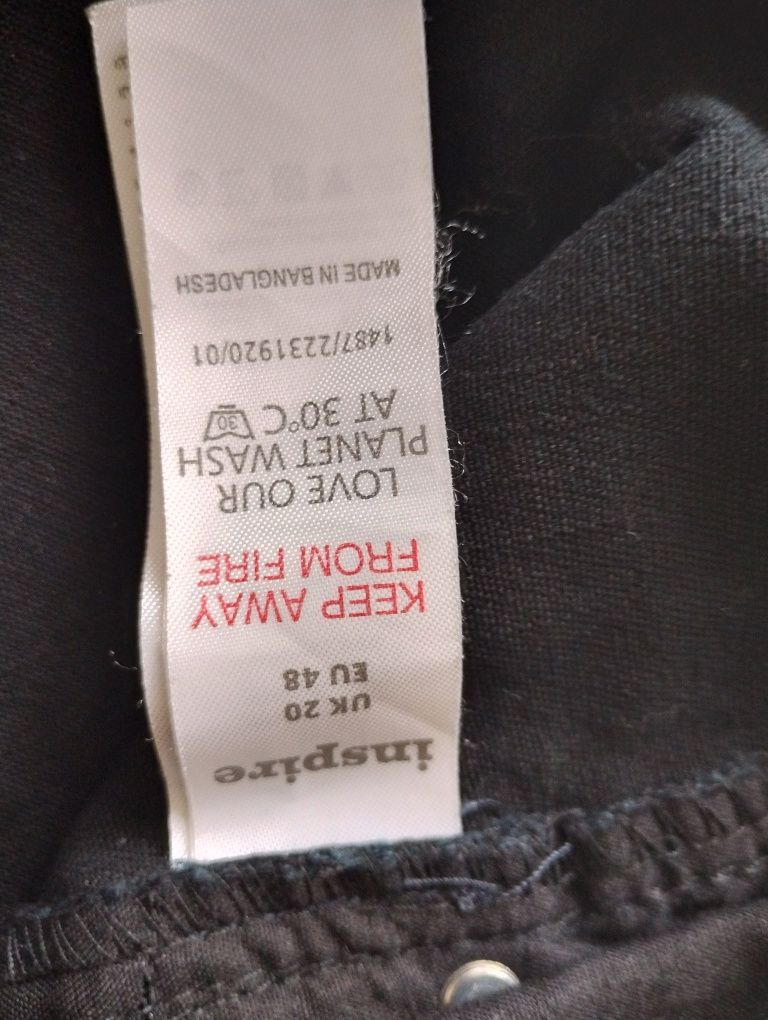 inspire
UK 20
EU 48
KEEP AWAY
FROM FIRE
LOVE OUR
PLANET WASH
AT 30°C 30
1487/2231920/01
MADE IN BANGLADESH